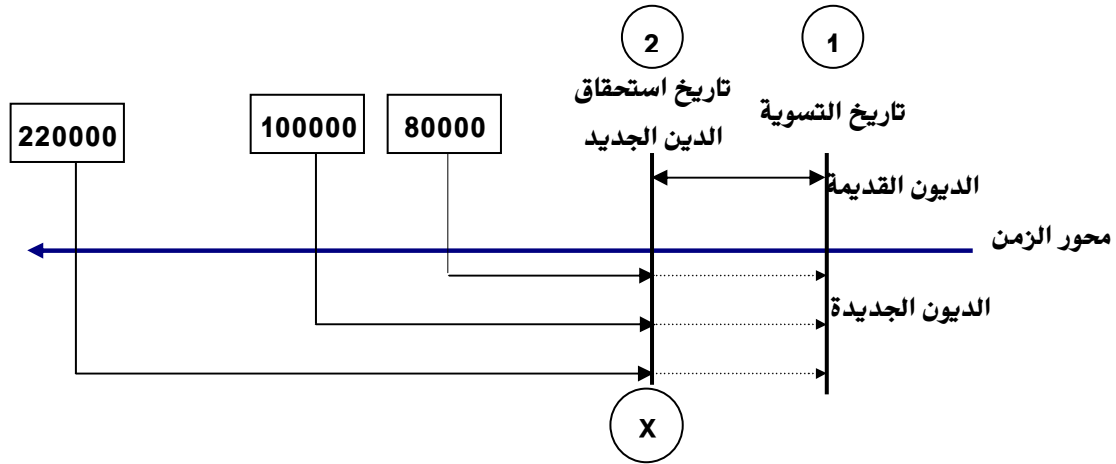 1
2
تاريخ التسوية
تاريخ استحقاق
الدين الجديد
80000
100000
220000
الديون القديمة
محور الزمن
الديون الجديدة
X